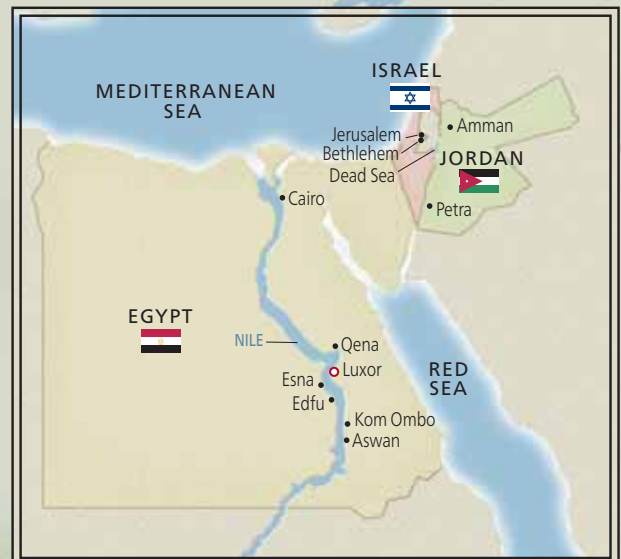 MEDITERRANEAN
SEA
ISRAEL
Jerusalem
Bethlehem
Dead Sea
Amman
JORDAN
Petra
Cairo
EGYPT
NILE
Qena
Luxor
Esna
Edfu
Kom Ombo
Aswan
RED
SEA